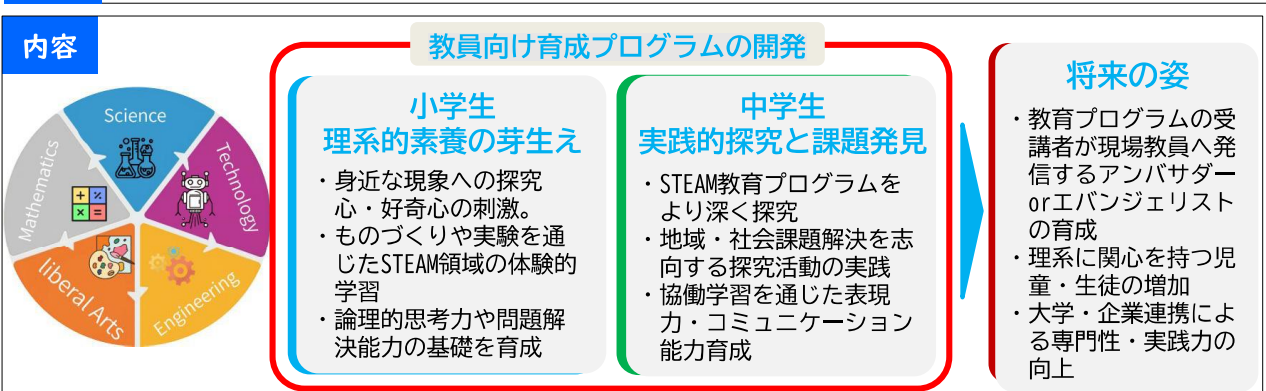 内容
教員向け育成プログラムの開発
Science
Technology
Engineering
liberal Arts
Mathematics
小学生
理系的素養の芽生え
・身近な現象への探究
心・好奇心の刺激。
・ものづくりや実験を通
じたSTEAM領域の体験的
学習
・論理的思考力や問題解
決能力の基礎を育成
中学生
実践的探究と課題発見
・STEAM教育プログラムを
より深く探究
・地域・社会課題解決を志
向する探究活動の実践
・協働学習を通じた表現
力・コミュニケーション
能力育成
将来の姿
・教育プログラムの受
講者が現場教員へ発
信するアンバサダー
orエバンジェリスト
の育成
・理系に関心を持つ児
童・生徒の増加
・大学・企業連携によ
る専門性・実践力の
向上